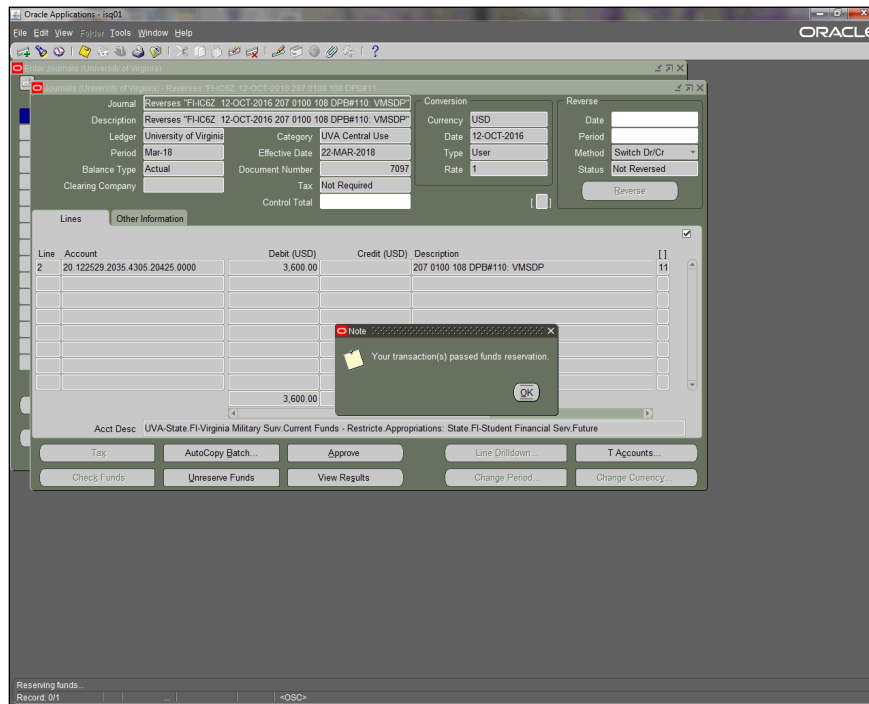 Oracle Applications - isq01
File Edit View Folder Tools Window Help
ORACLE
Enter Journals (University of Virginia)
Journals (University of Virginia) - Reverses "FI-IC6Z 12-OCT-2016 207 0100 108 DPB#11
Journal Reverses "FI-IC6Z 12-OCT-2016 207 0100 108 DPB#110: VMSDP"
Description Reverses "FI-IC6Z 12-OCT-2016 207 0100 108 DPB#110: VMSDP"
Ledger University of Virginia Category UVA Central Use
Period Mar-18 Effective Date 22-MAR-2018
Balance Type Actual Document Number 7097
Clearing Company Tax Not Required
Control Total
Conversion
Currency USD
Date 12-OCT-2016
Type User
Rate 1
[ ]
Reverse
Date
Period
Method Switch Dr/Cr
Status Not Reversed
Reverse
Lines Other Information
Line Account Debit (USD) Credit (USD) Description [ ]
2 20.122529.2035.4305.20425.0000 3,600.00 207 0100 108 DPB#110: VMSDP 11
Note
Your transaction(s) passed funds reservation.
OK
3,600.00
Acct Desc UVA-State.FI-Virginia Military Surv.Current Funds - Restricte.Appropriations: State.FI-Student Financial Serv.Future
Tax AutoCopy Batch... Approve Line Drilldown... T Accounts...
Check Funds Unreserve Funds View Results Change Period... Change Currency...
Reserving funds...
Record: 0/1 ... <OSC>